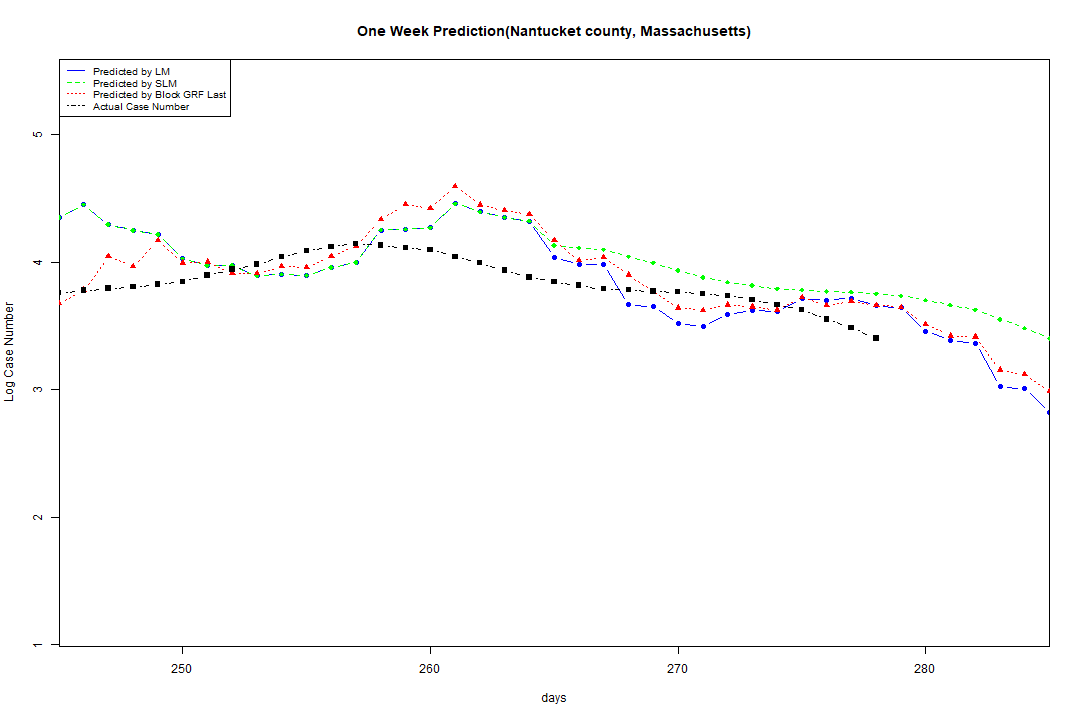 One Week Prediction(Nantucket county, Massachusetts)
Predicted by LM
Predicted by SLM
Predicted by Block GRF Last
Actual Case Number
5
4
3
2
1
Log Case Number
250 260 270 280
days